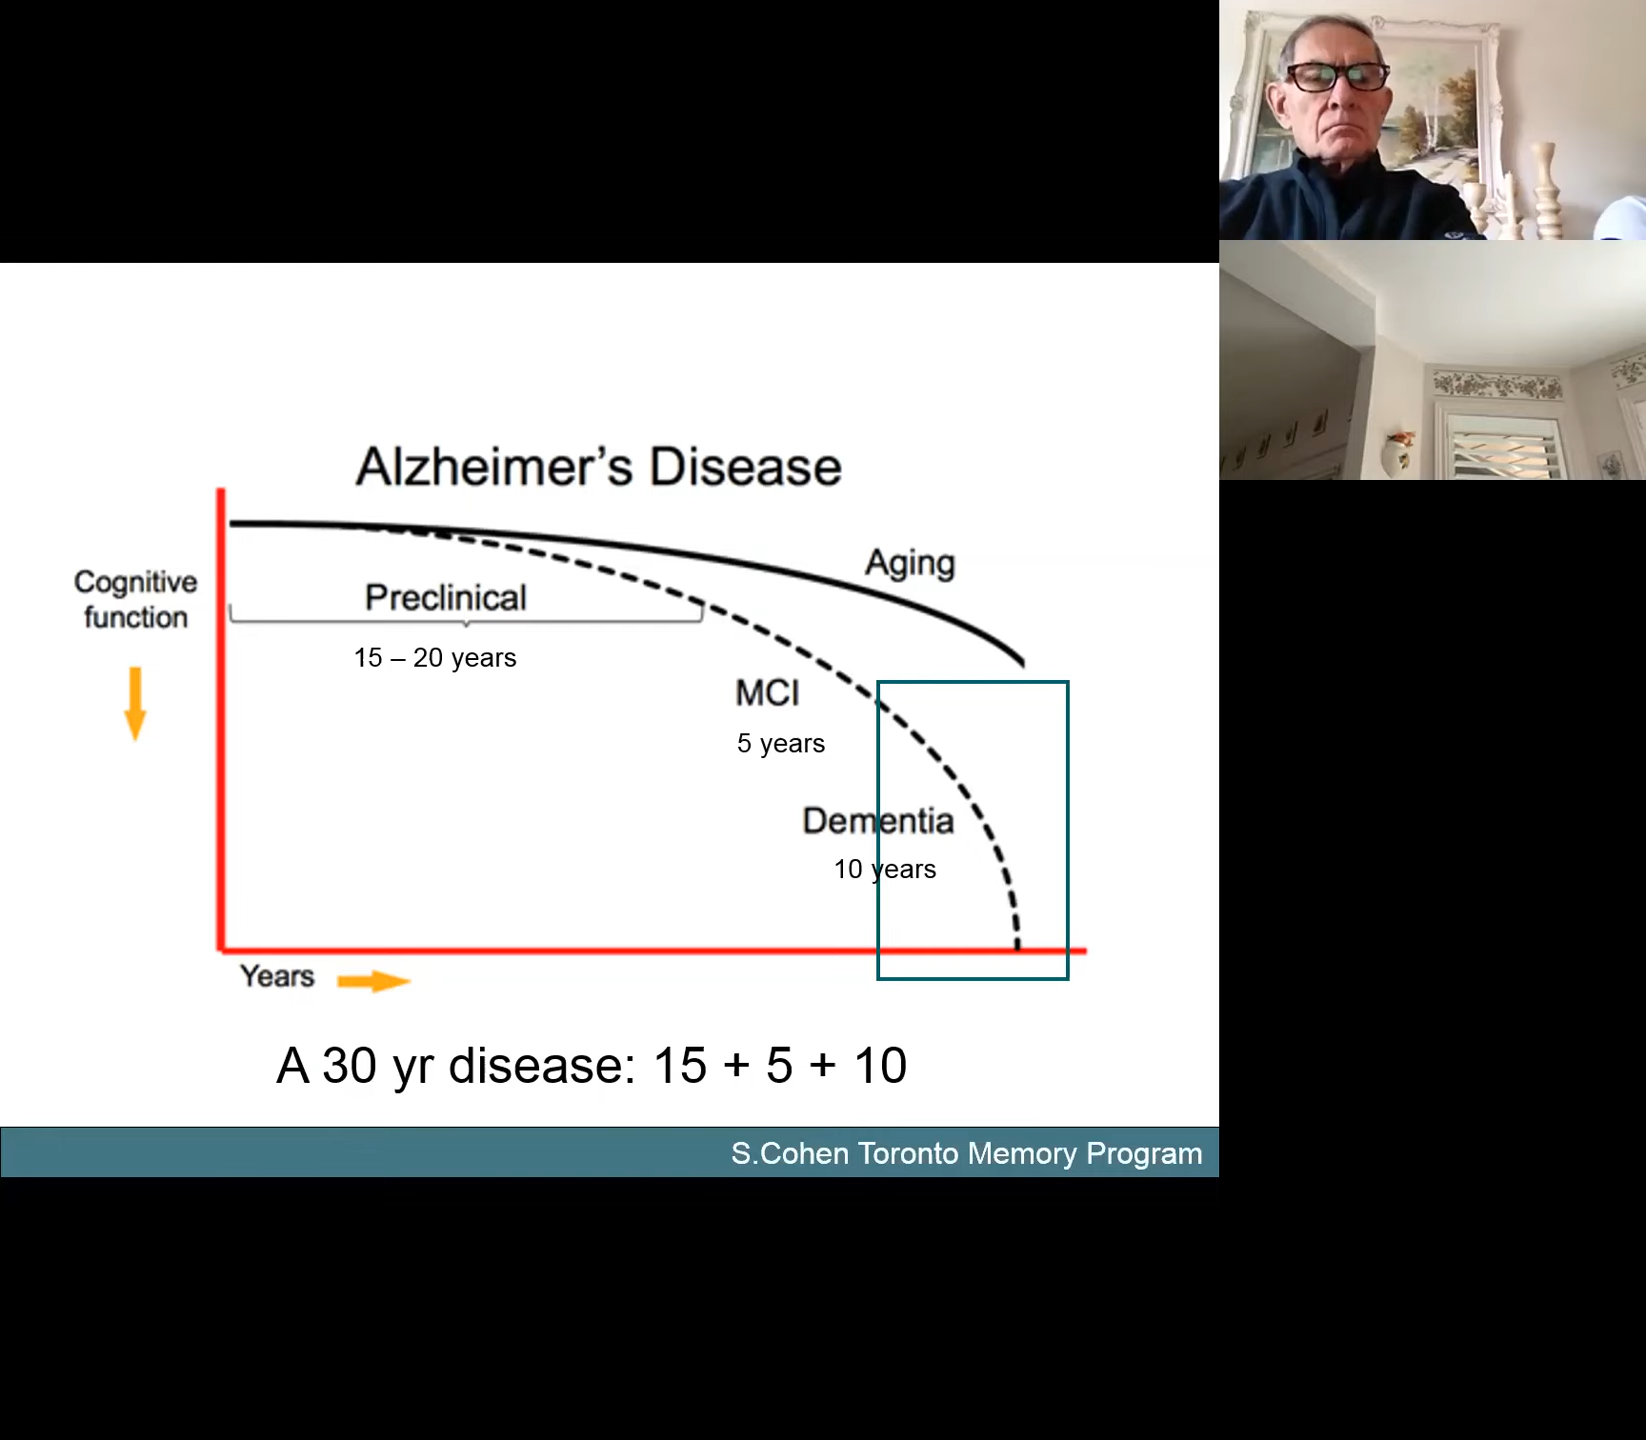 Alzheimer’s Disease
Cognitive
function
Aging
Preclinical
15 – 20 years
MCI
5 years
Dementia
10 years
Years
A 30 yr disease: 15 + 5 + 10
S.Cohen Toronto Memory Program